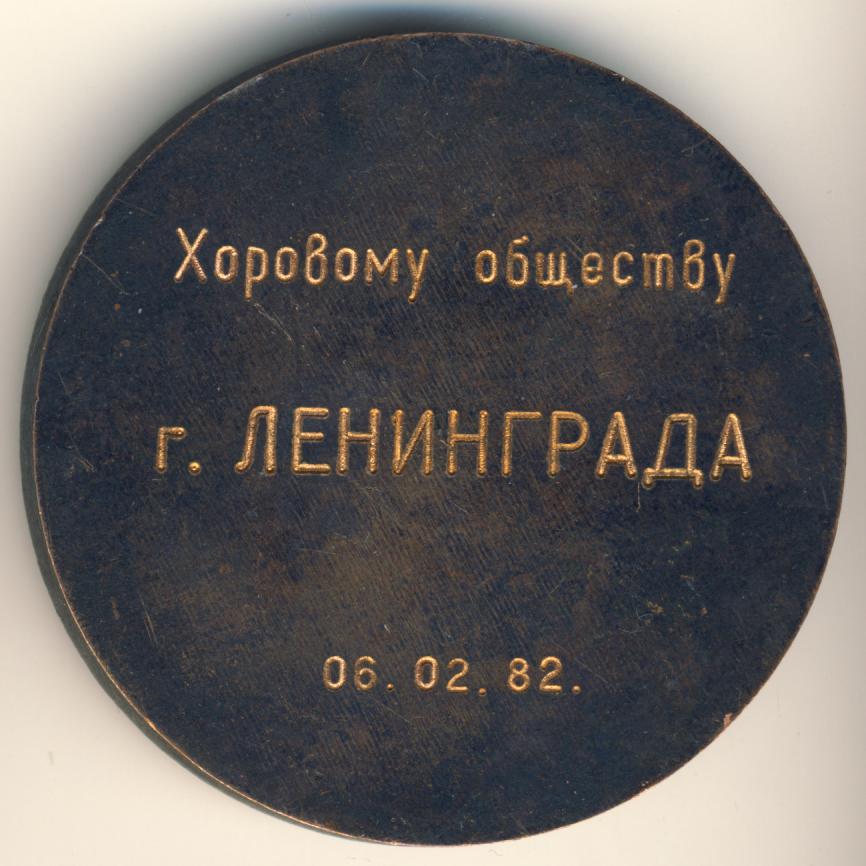 Хоровому обществу
г. ЛЕНИНГРАДА
06.02.82.